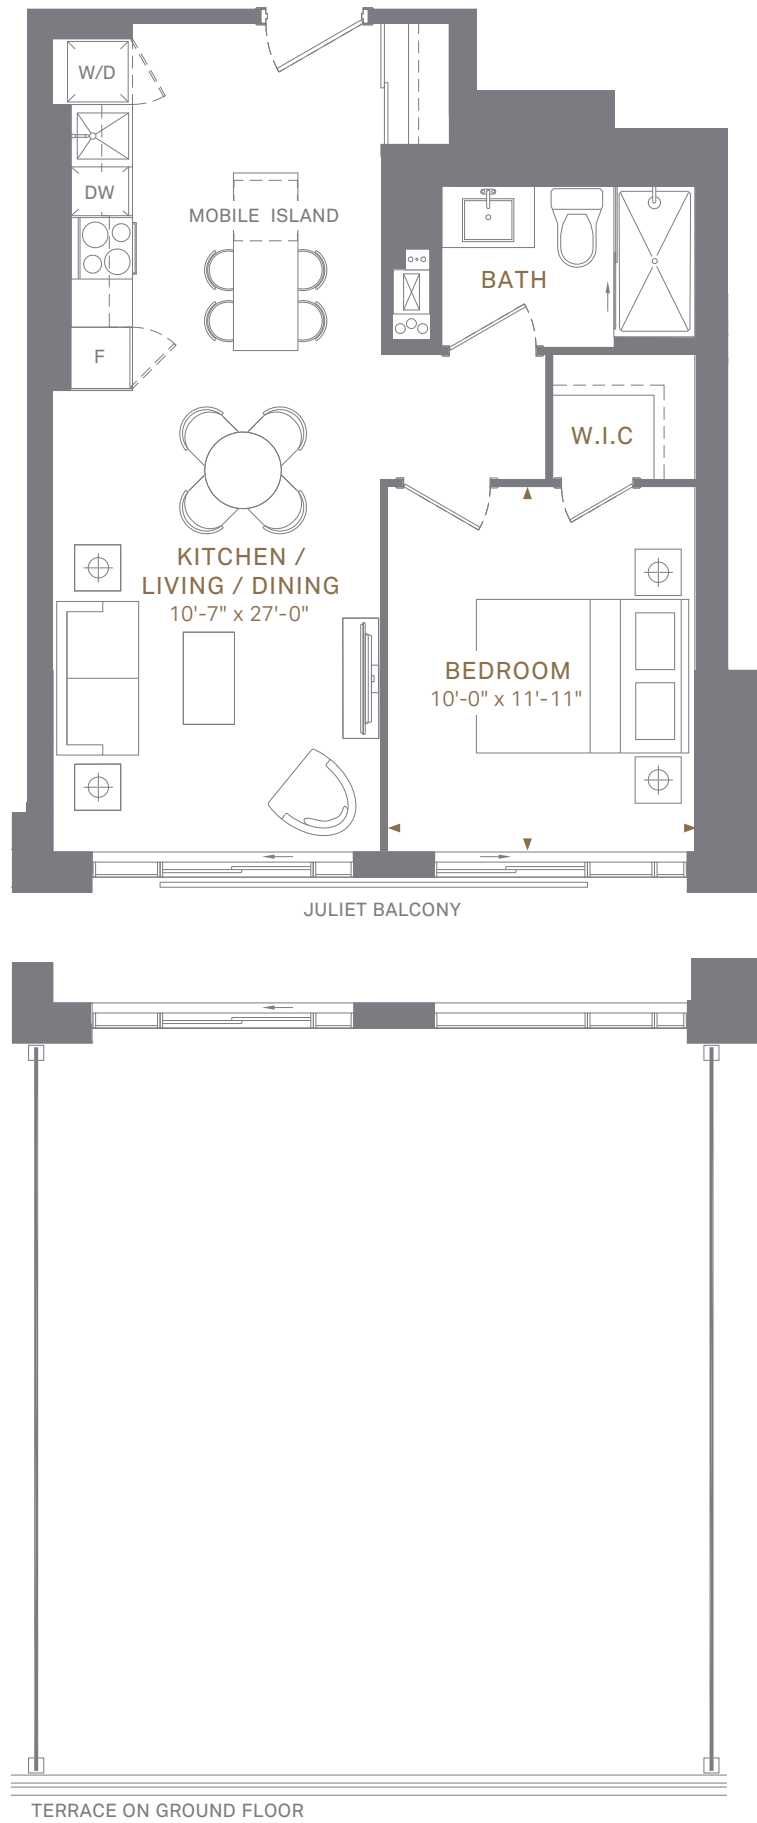 W/D
DW
MOBILE ISLAND
BATH
F
W.I.C
KITCHEN /
LIVING / DINING
10'-7" x 27'-0"
BEDROOM
10'-0" x 11'-11"
JULIET BALCONY
TERRACE ON GROUND FLOOR